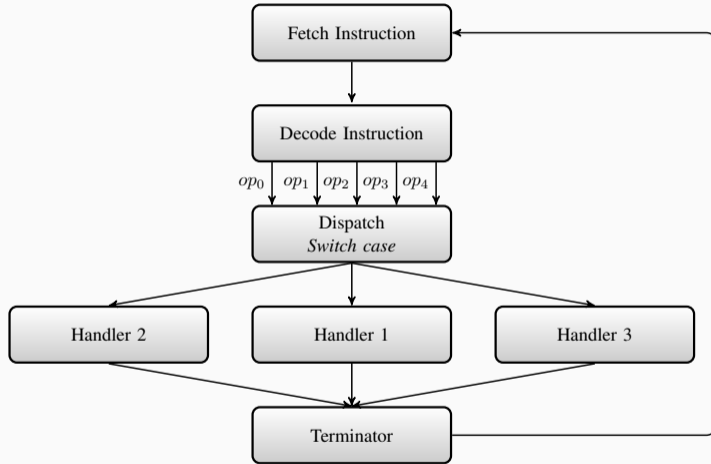 Fetch Instruction
Decode Instruction
op₀ op₁ op₂ op₃ op₄
Dispatch
Switch case
Handler 2 Handler 1 Handler 3
Terminator